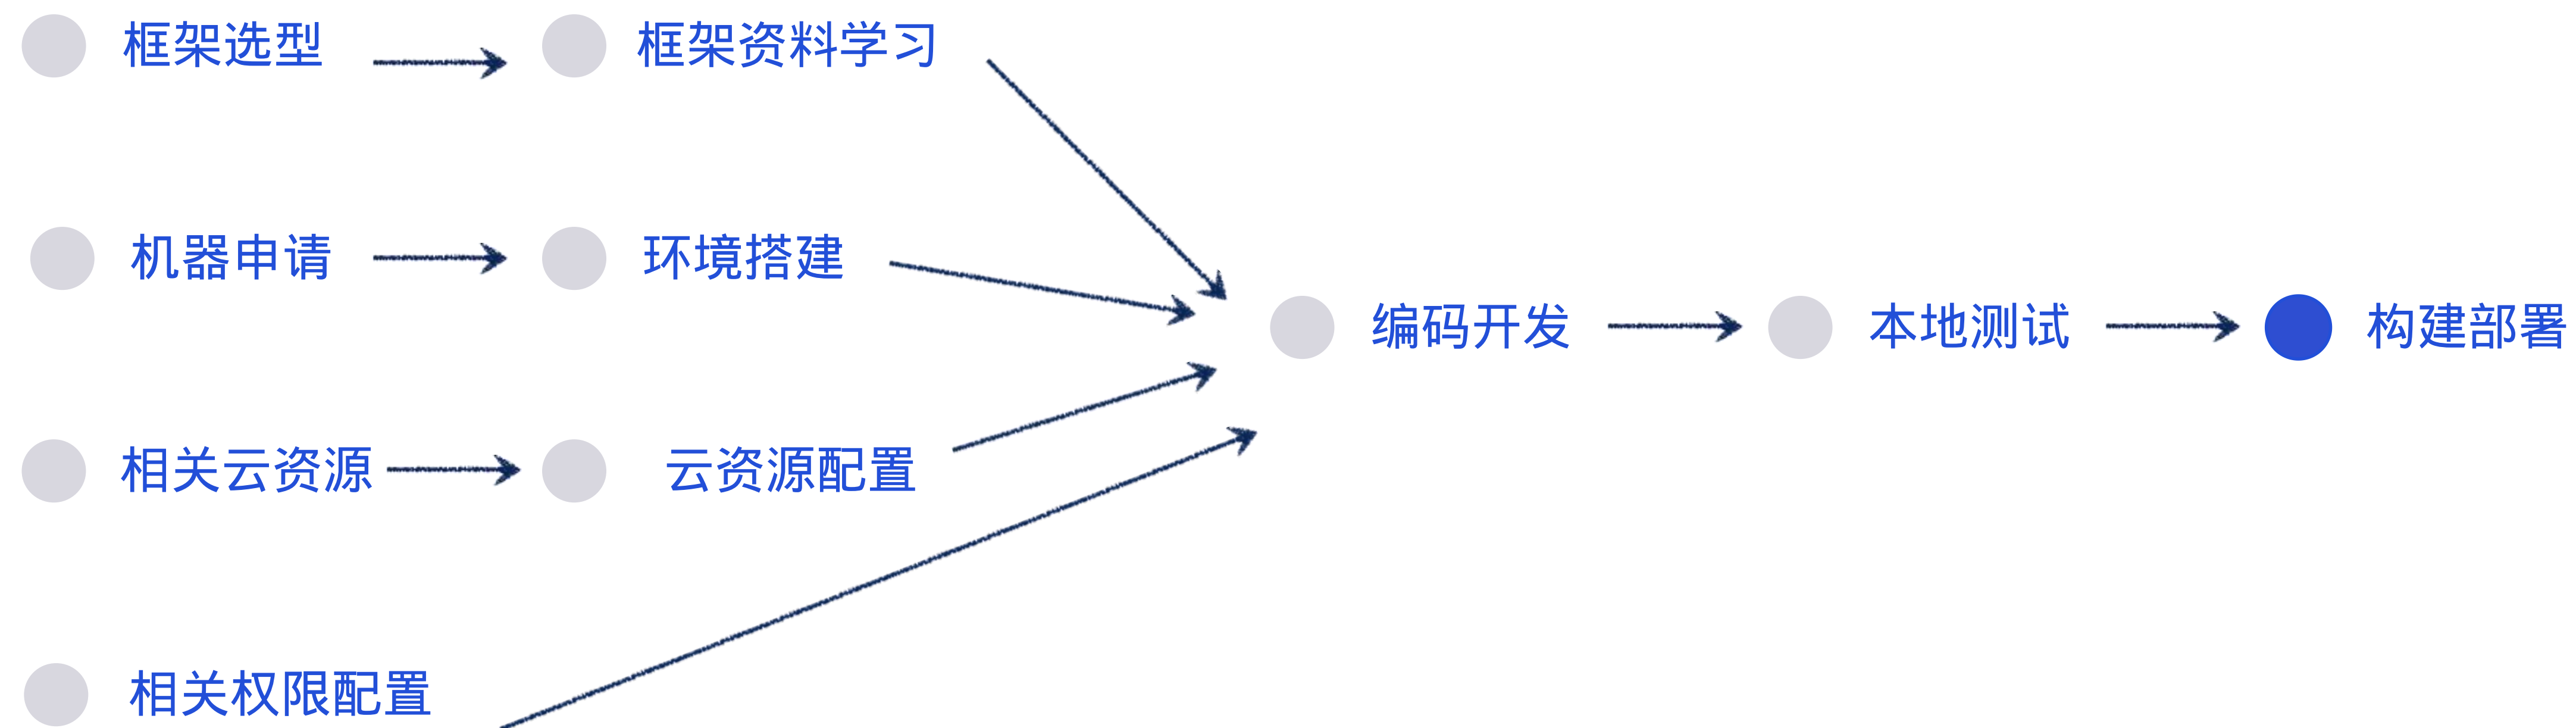 框架选型
框架资料学习
机器申请
环境搭建
编码开发
本地测试
构建部署
相关云资源
云资源配置
相关权限配置